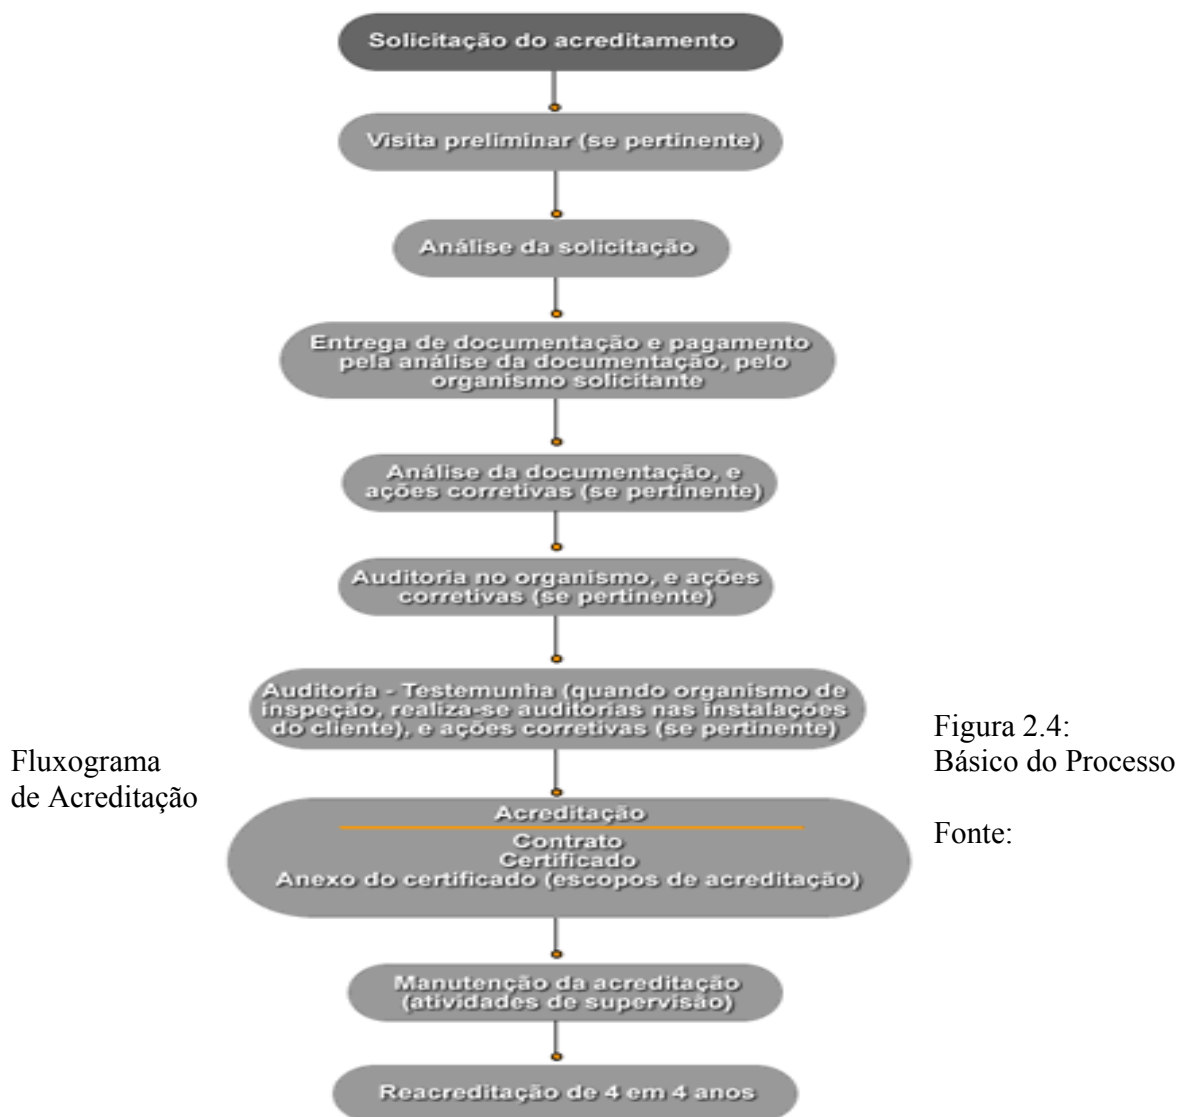 Solicitação do acreditamento
Visita preliminar (se pertinente)
Análise da solicitação
Entrega de documentação e pagamento
pela análise da documentação, pelo
organismo solicitante
Análise da documentação, e
ações corretivas (se pertinente)
Auditoria no organismo, e ações
corretivas (se pertinente)
Auditoria - Testemunha (quando organismo de
inspeção, realiza-se auditorias nas instalações
do cliente), e ações corretivas (se pertinente)
Acreditação
Contrato
Certificado
Anexo do certificado (escopos de acreditação)
Manutenção da acreditação
(atividades de supervisão)
Reacreditação de 4 em 4 anos
Figura 2.4:
Fluxograma
Básico do Processo
de Acreditação
Fonte: